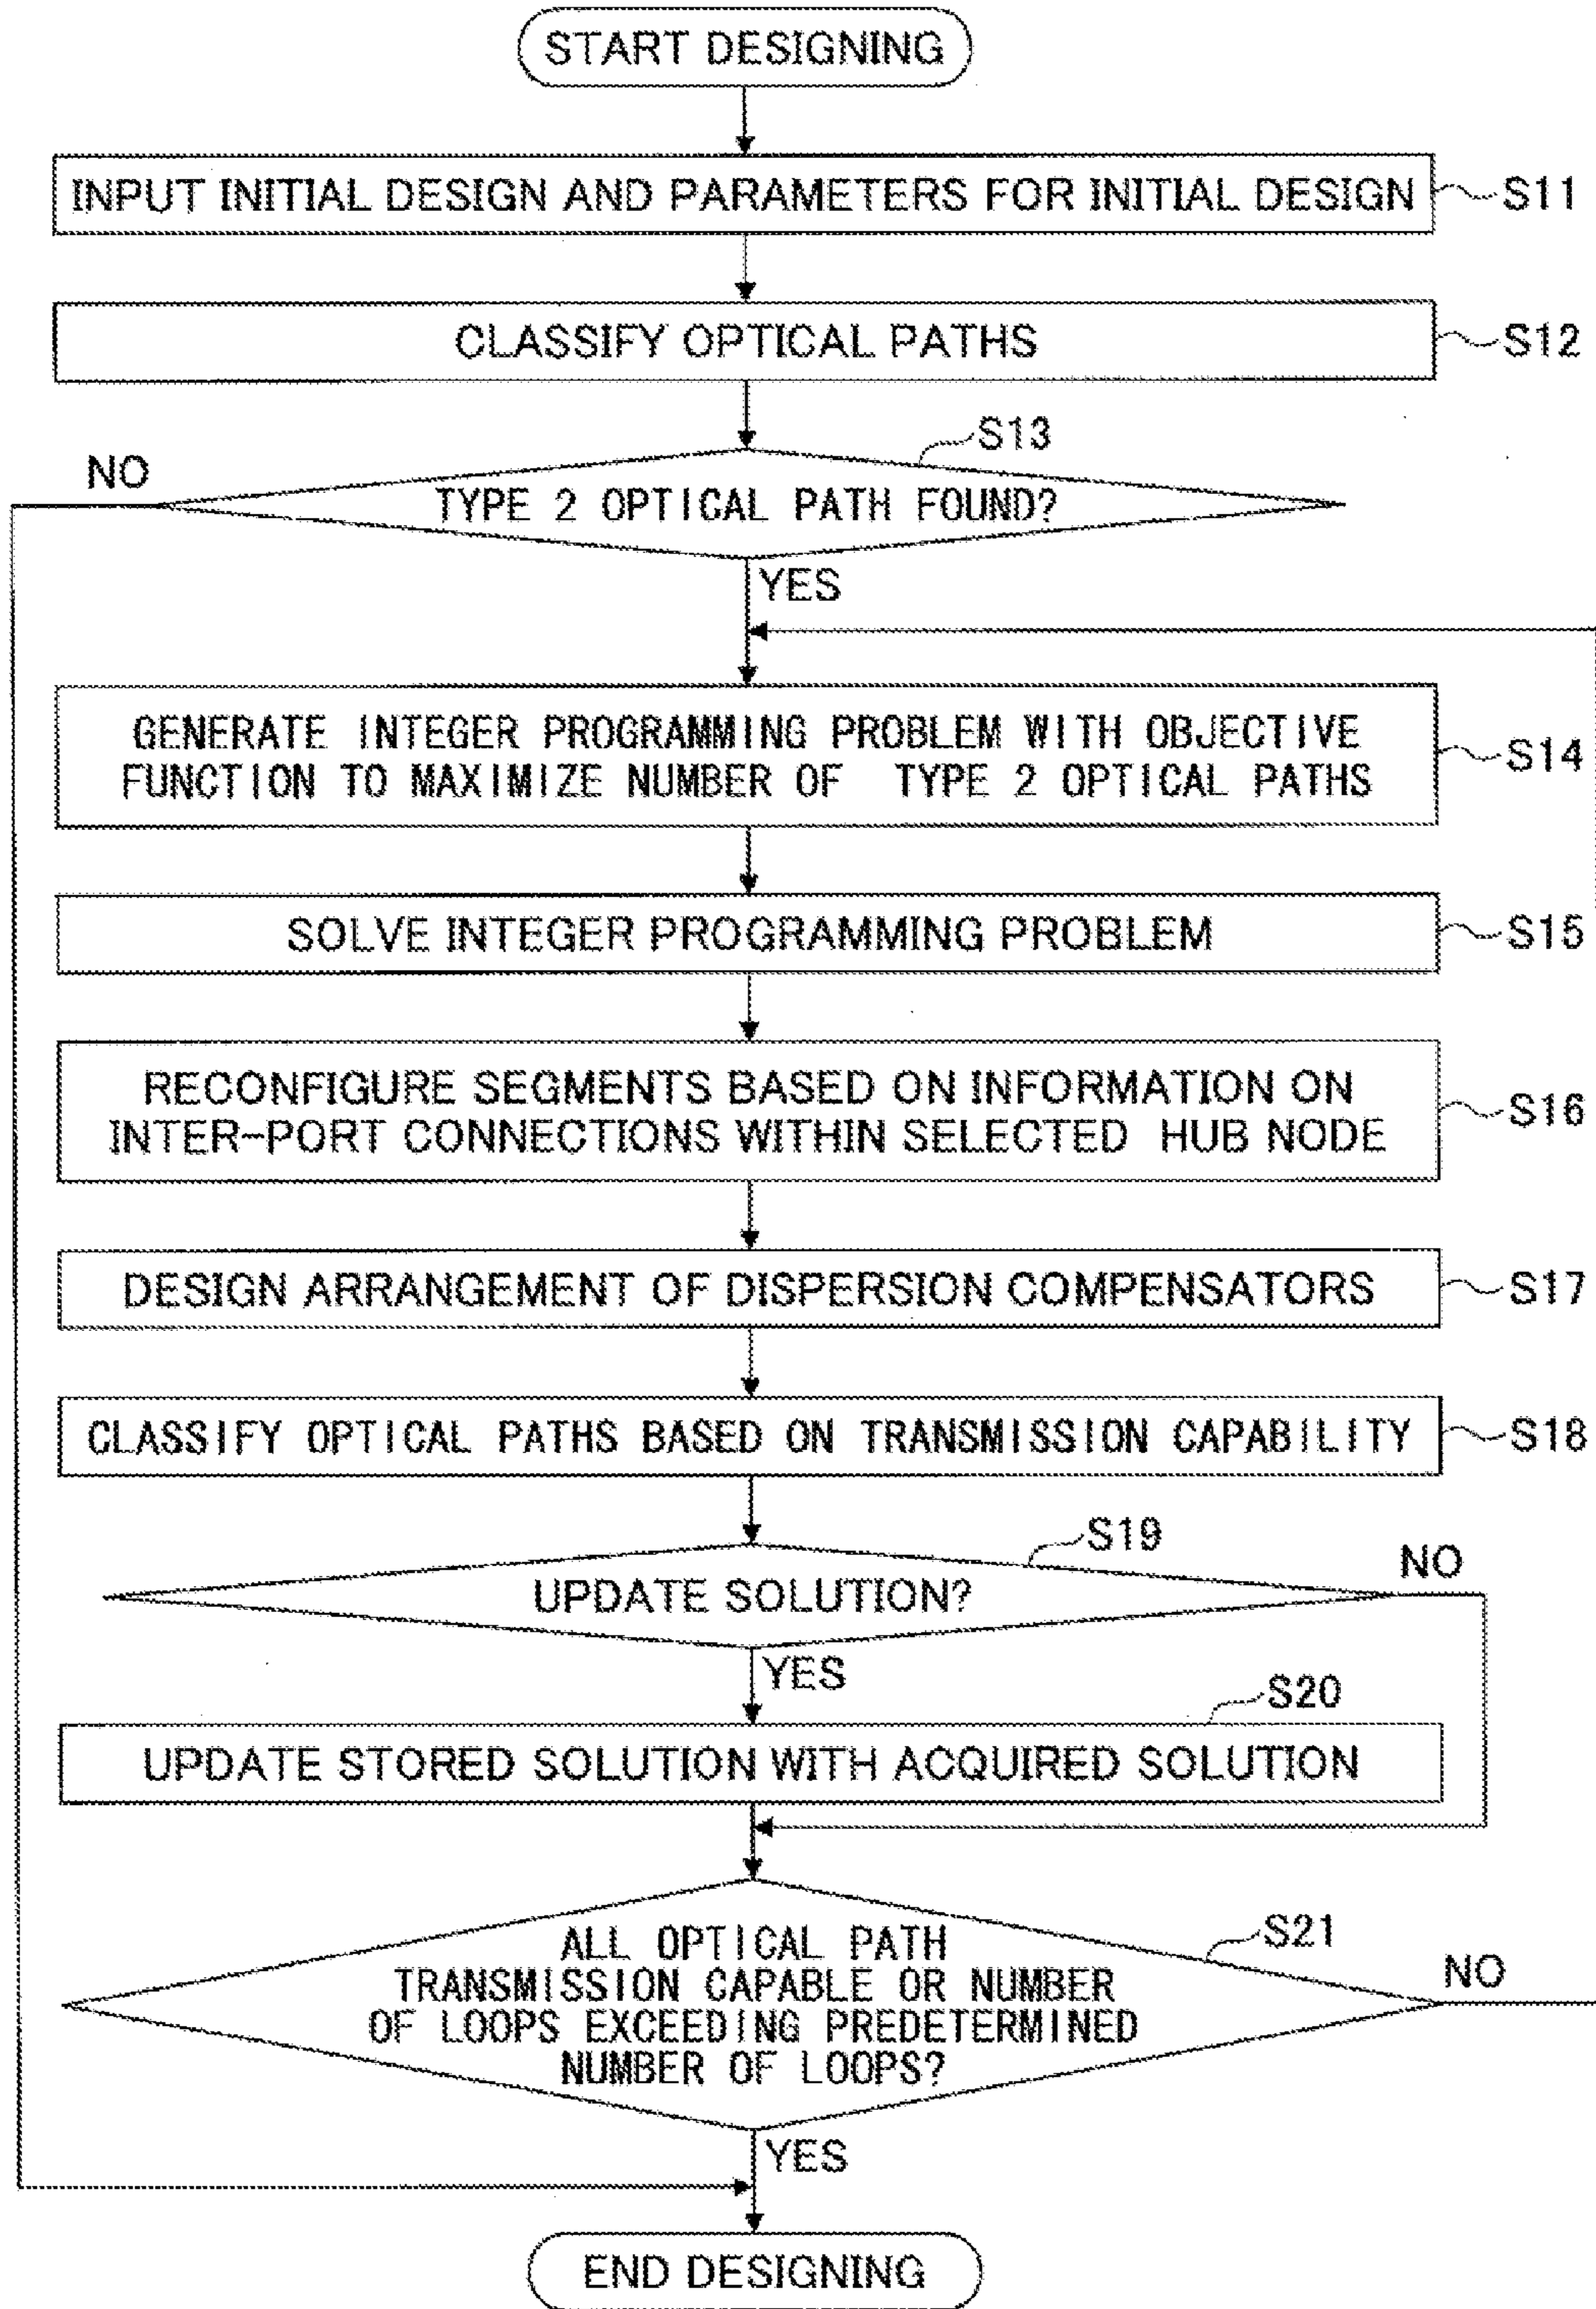 START DESIGNING
INPUT INITIAL DESIGN AND PARAMETERS FOR INITIAL DESIGN
S11
CLASSIFY OPTICAL PATHS
S12
S13
NO
TYPE 2 OPTICAL PATH FOUND?
YES
GENERATE INTEGER PROGRAMMING PROBLEM WITH OBJECTIVE
FUNCTION TO MAXIMIZE NUMBER OF TYPE 2 OPTICAL PATHS
S14
SOLVE INTEGER PROGRAMMING PROBLEM
S15
RECONFIGURE SEGMENTS BASED ON INFORMATION ON
INTER-PORT CONNECTIONS WITHIN SELECTED HUB NODE
S16
DESIGN ARRANGEMENT OF DISPERSION COMPENSATORS
S17
CLASSIFY OPTICAL PATHS BASED ON TRANSMISSION CAPABILITY
S18
S19
NO
UPDATE SOLUTION?
YES
S20
UPDATE STORED SOLUTION WITH ACQUIRED SOLUTION
S21
ALL OPTICAL PATH
TRANSMISSION CAPABLE OR NUMBER
OF LOOPS EXCEEDING PREDETERMINED
NUMBER OF LOOPS?
NO
YES
END DESIGNING